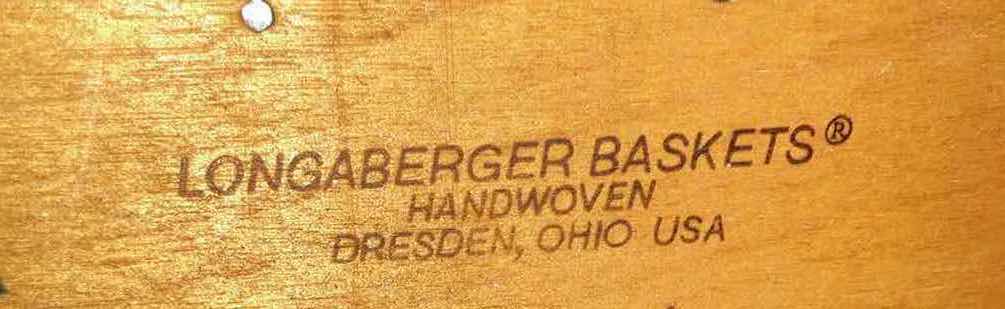 LONGABERGER BASKETS®
HANDWOVEN
DRESDEN, OHIO USA